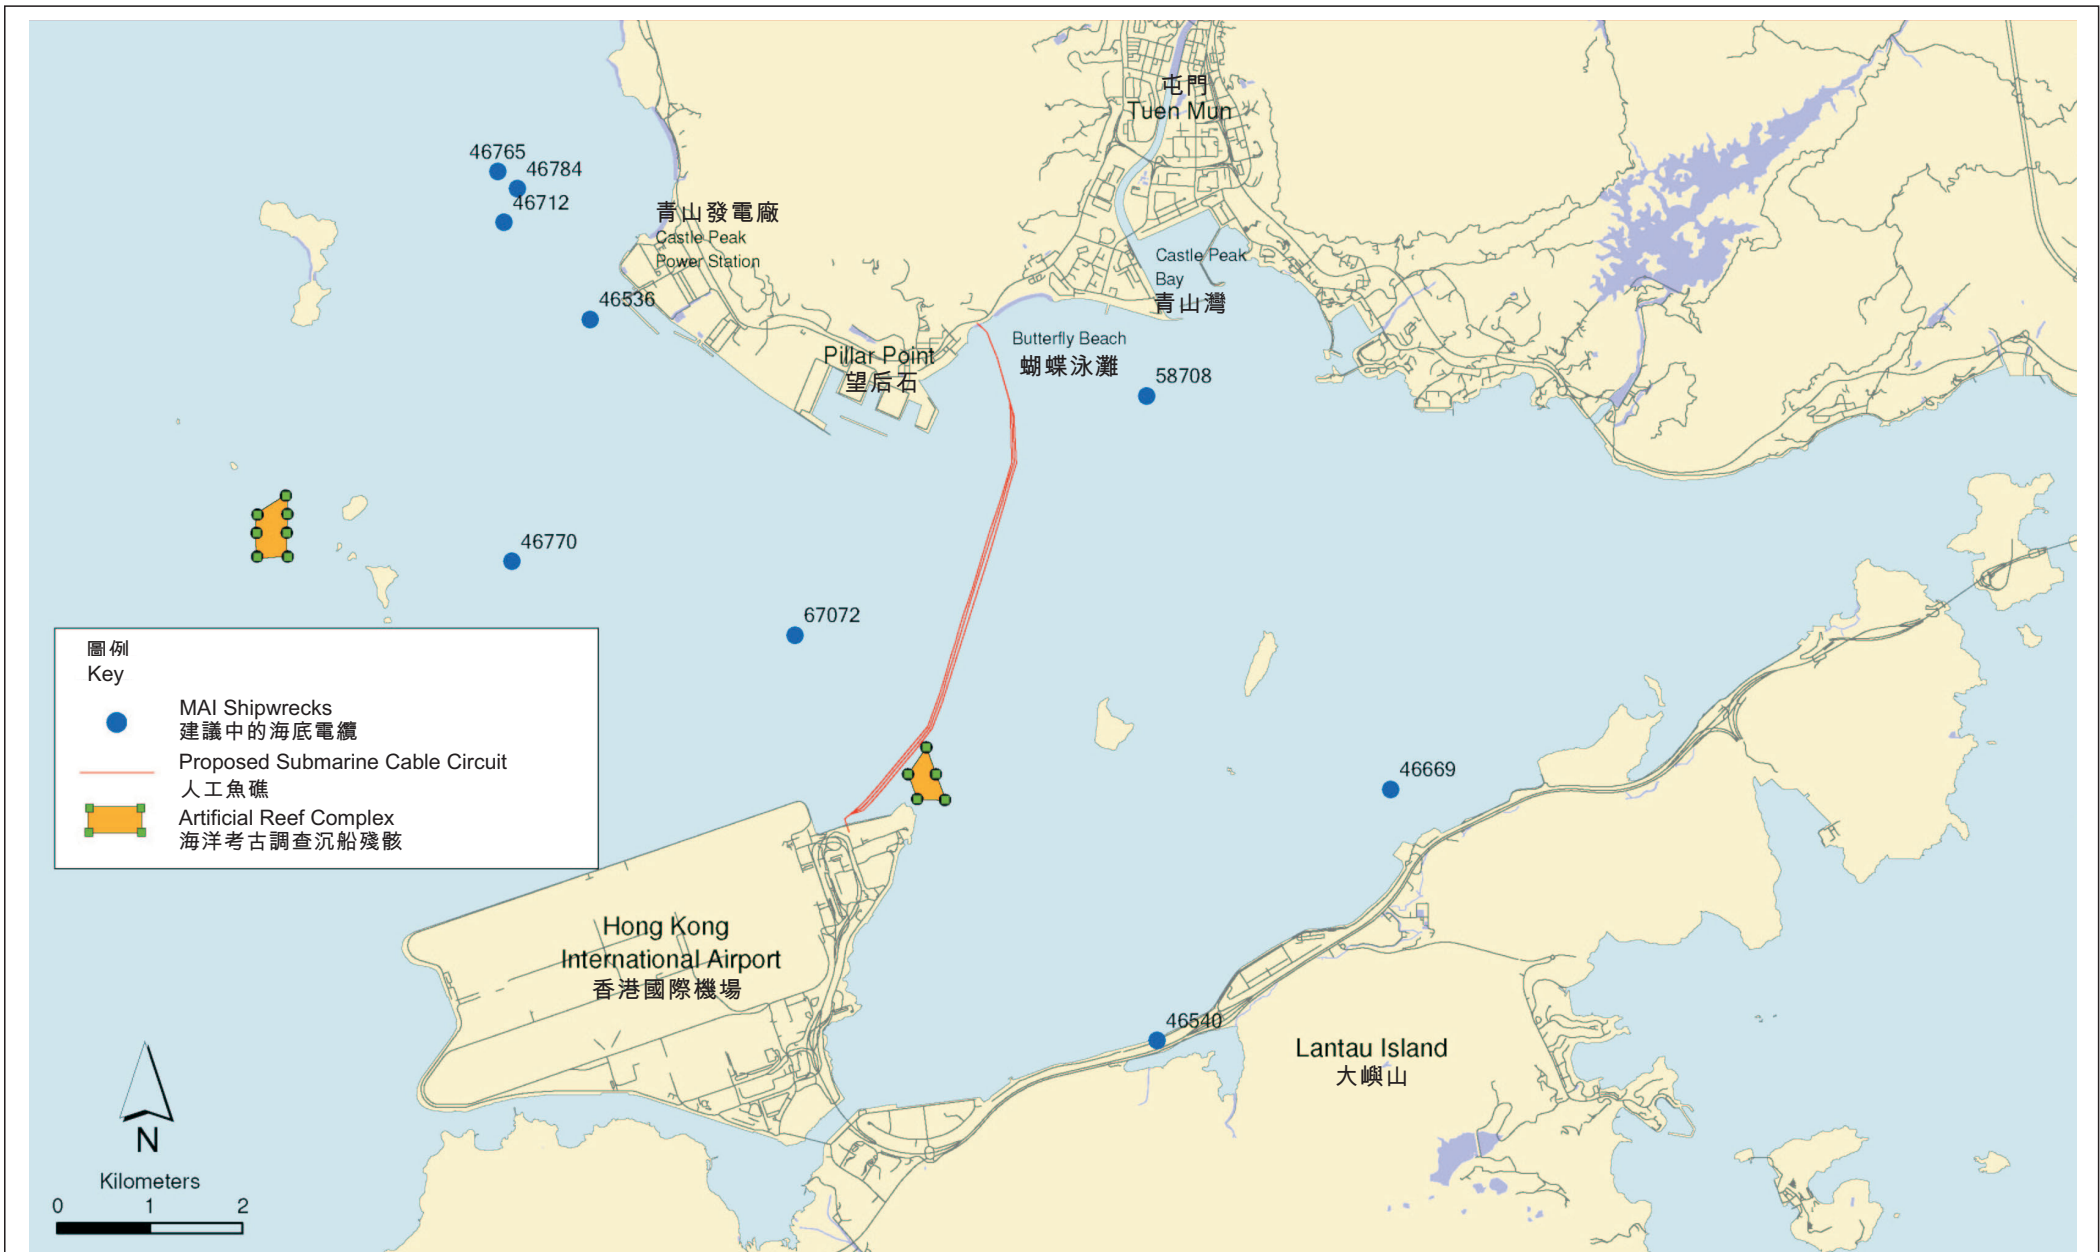 屯門
Tuen Mun
46765
46784
46712
青山發電廠
Castle Peak
Power Station
Castle Peak
Bay
青山灣
46536
Butterfly Beach
蝴蝶泳灘
Pillar Point
望后石
58708
46770
67072
圖例
Key
MAI Shipwrecks
建議中的海底電纜
Proposed Submarine Cable Circuit
人工魚礁
Artificial Reef Complex
海洋考古調查沉船殘骸
46669
Hong Kong
International Airport
香港國際機場
46540
Lantau Island
大嶼山
N
Kilometers
0 1 2